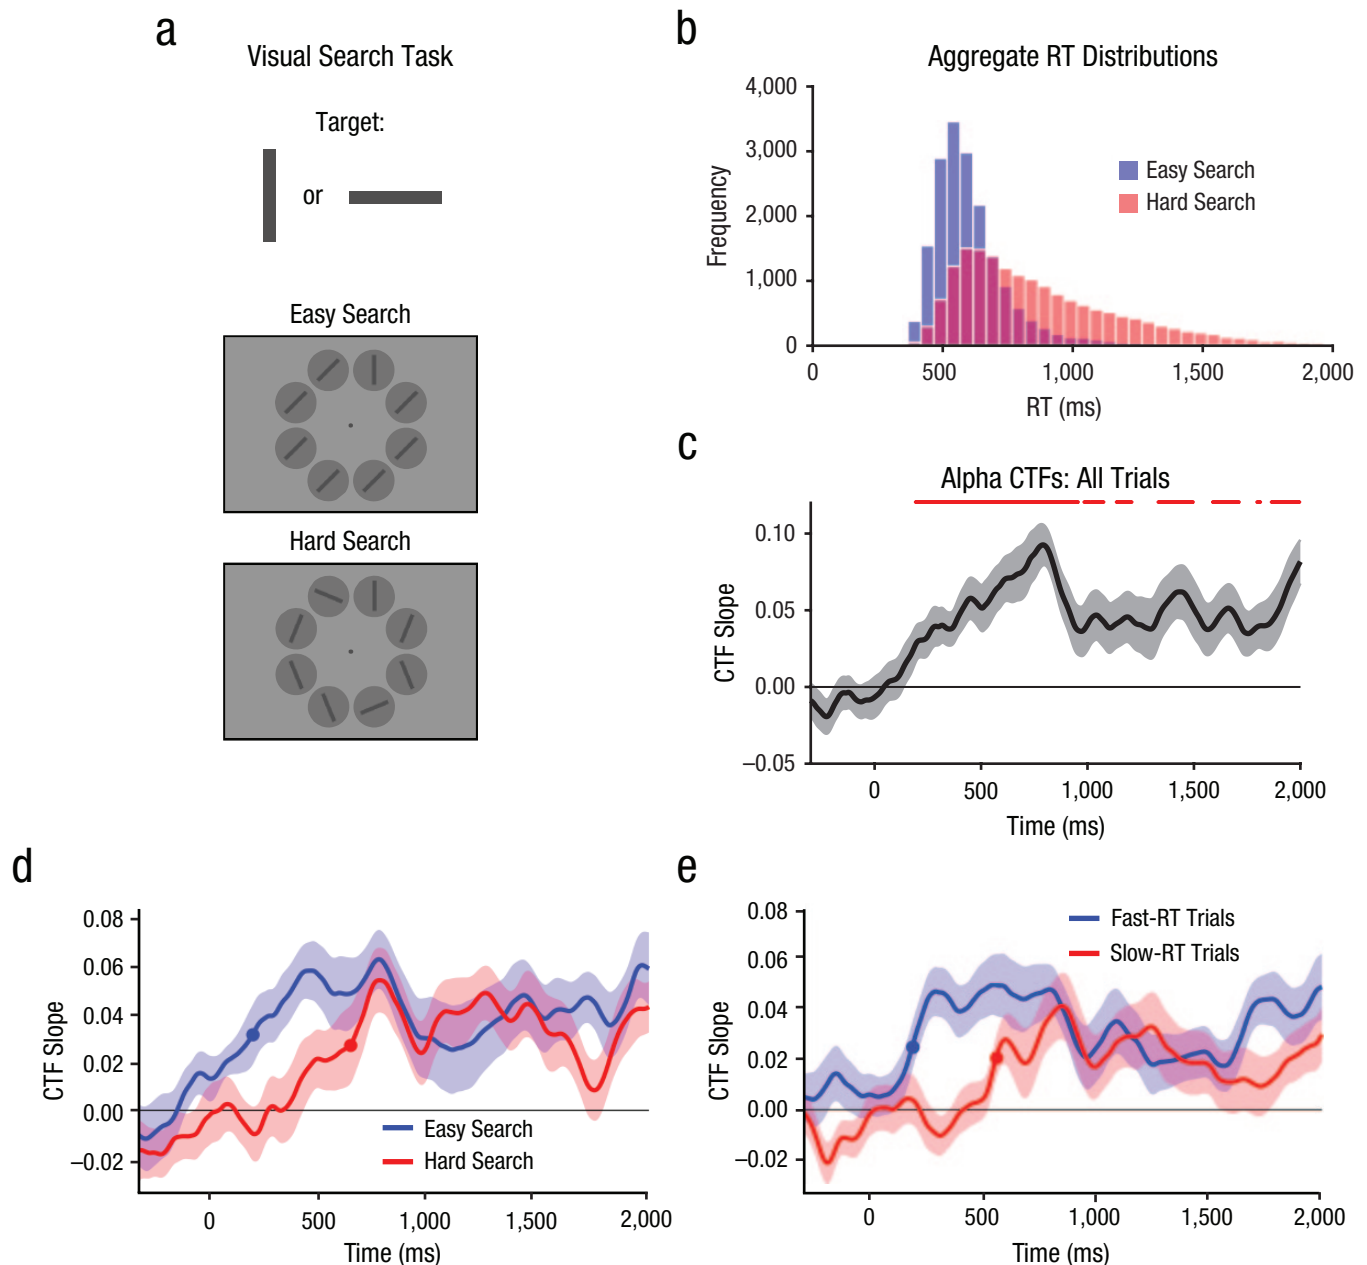 a
Visual Search Task
Target:
or
Easy Search
Hard Search
b
Aggregate RT Distributions
4,000
3,000
2,000
1,000
0
Frequency
Easy Search
Hard Search
0
500
1,000
1,500
2,000
RT (ms)
c
Alpha CTFs: All Trials
0.10
0.05
0.00
–0.05
CTF Slope
0
500
1,000
1,500
2,000
Time (ms)
d
0.08
0.06
0.04
0.02
0.00
–0.02
CTF Slope
Easy Search
Hard Search
0
500
1,000
1,500
2,000
Time (ms)
e
0.08
0.06
0.04
0.02
0.00
–0.02
CTF Slope
Fast-RT Trials
Slow-RT Trials
0
500
1,000
1,500
2,000
Time (ms)